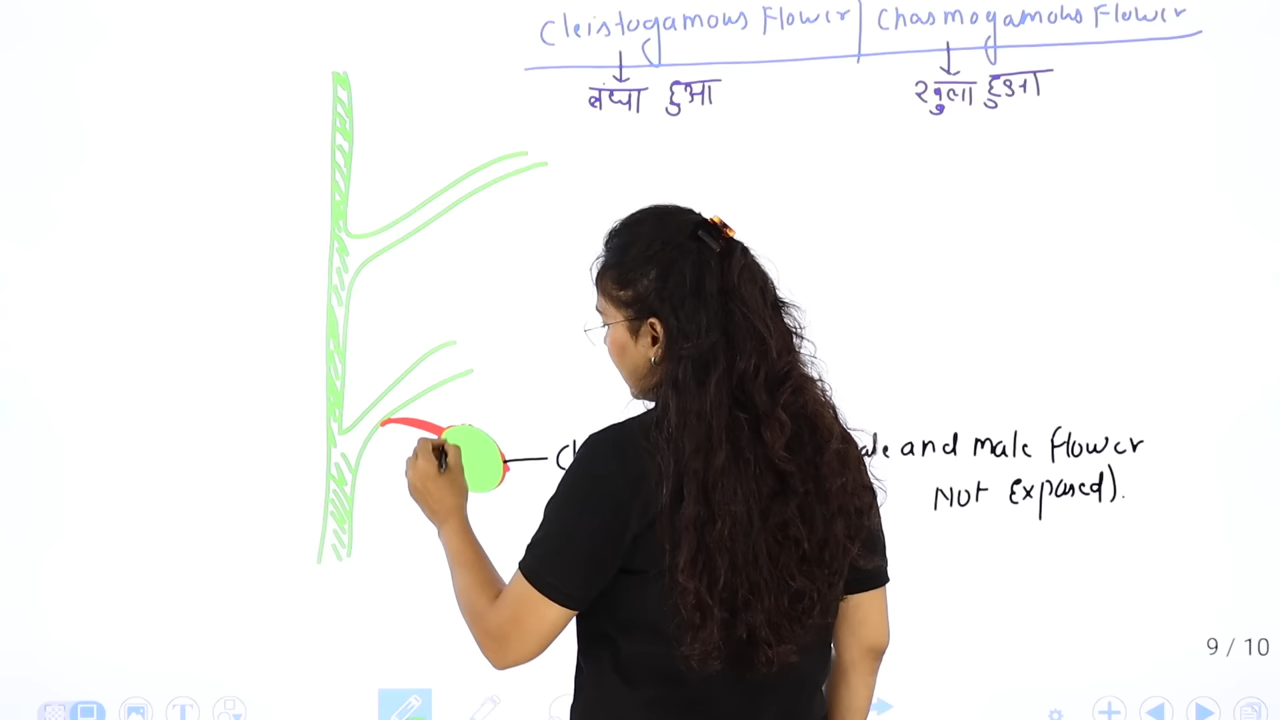 Cleistogamous Flower Chasmogamous Flower
बंधा हुआ खुला हुआ
and male flower
Not Exposed).
9 / 10